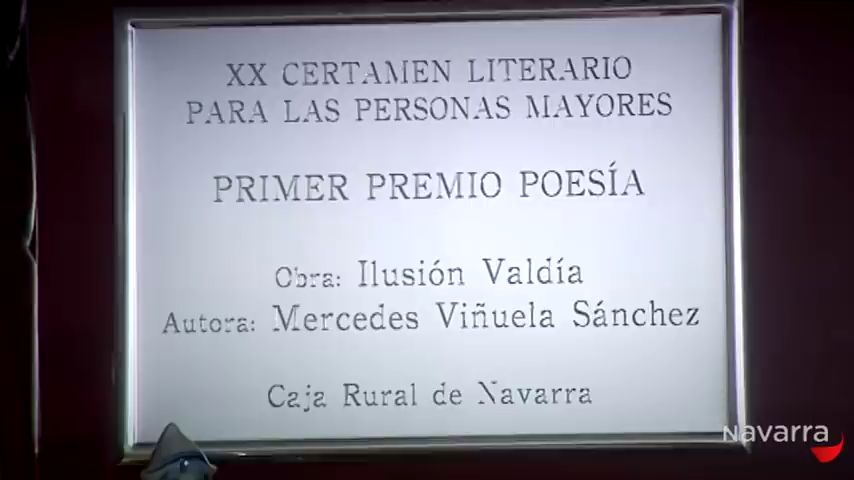 XX CERTAMEN LITERARIO
PARA LAS PERSONAS MAYORES
PRIMER PREMIO POESÍA
Obra: Ilusión Valdía
Autora: Mercedes Viñuela Sánchez
Caja Rural de Navarra
Navarra